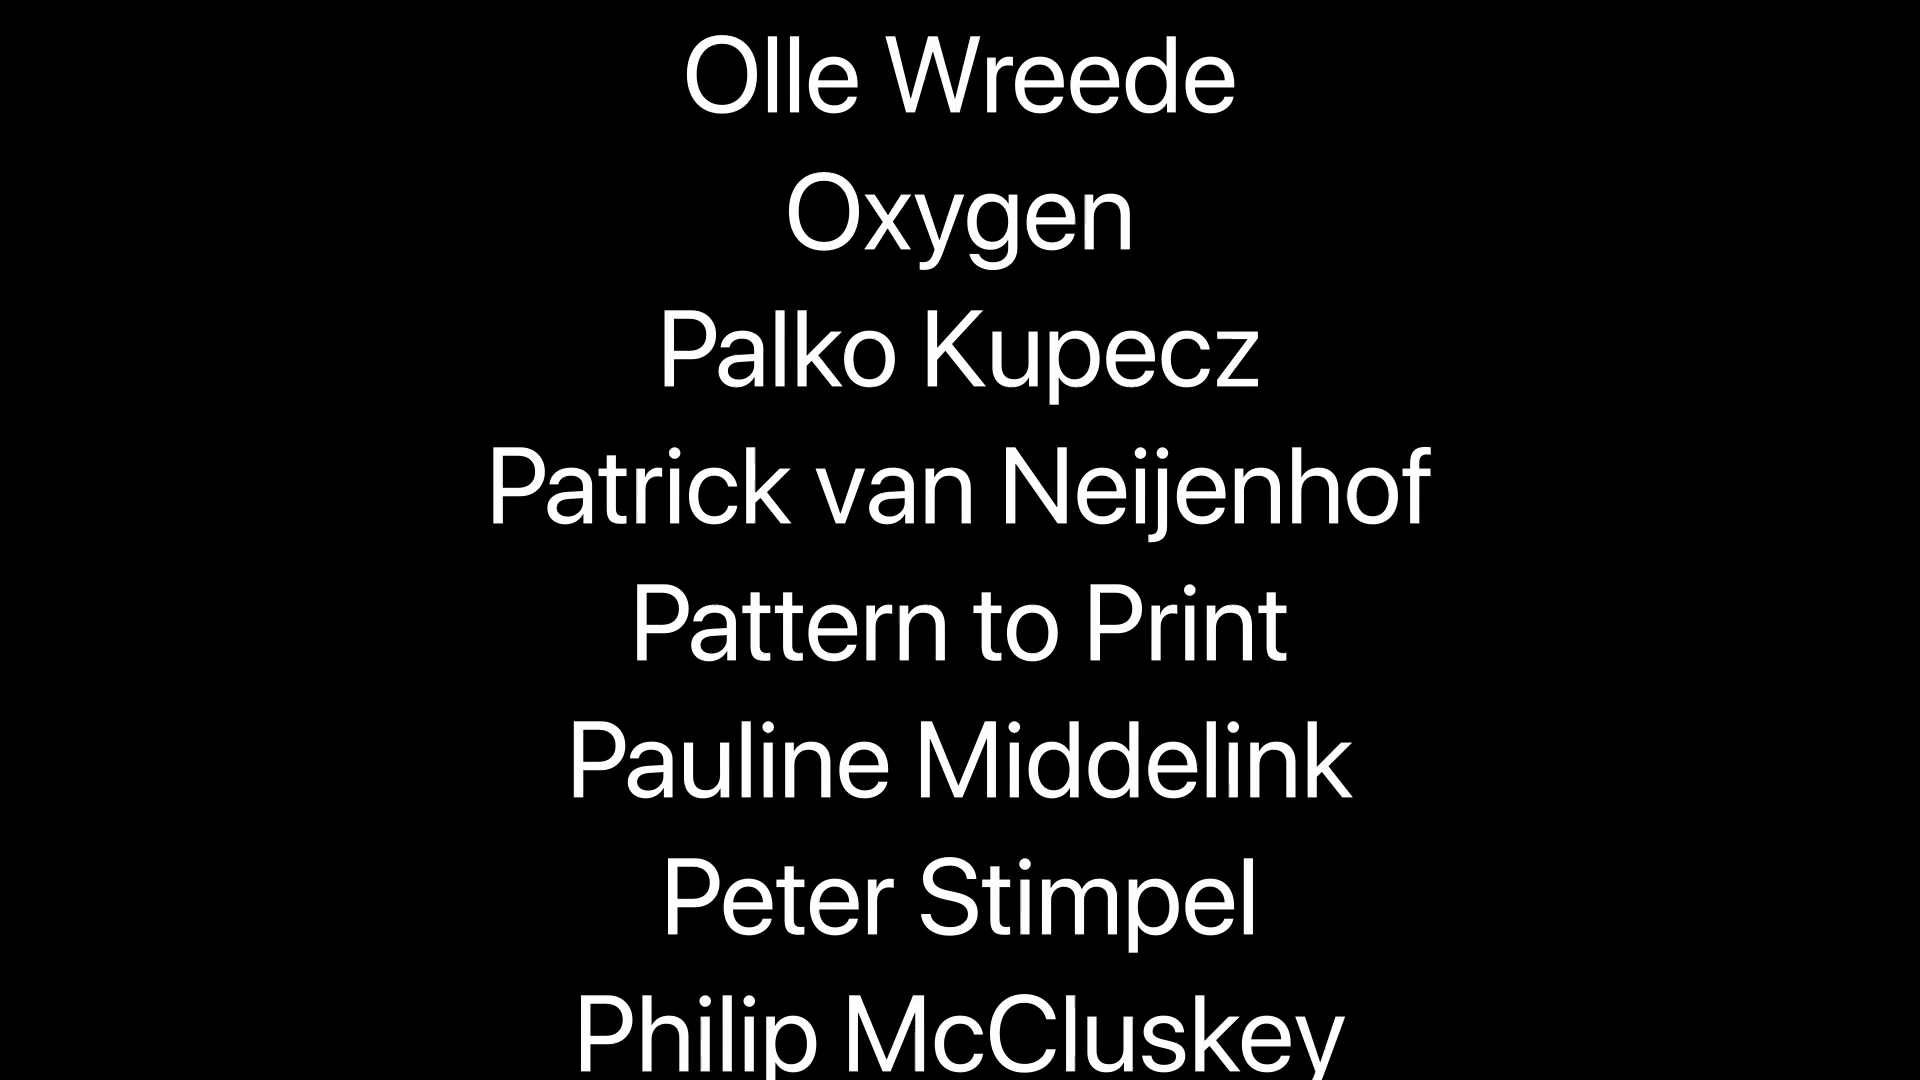 Olle Wreede
Oxygen
Palko Kupecz
Patrick van Neijenhof
Pattern to Print
Pauline Middelink
Peter Stimpel
Philip McCluskey